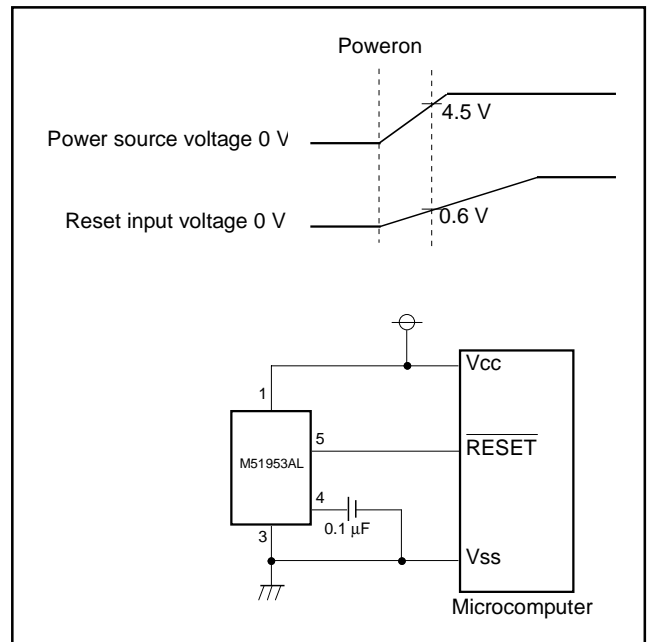 Poweron
4.5 V
Power source voltage 0 V
Reset input voltage 0 V
0.6 V
Vcc
1
5
RESET
M51953AL
4
0.1 μF
3
Vss
Microcomputer